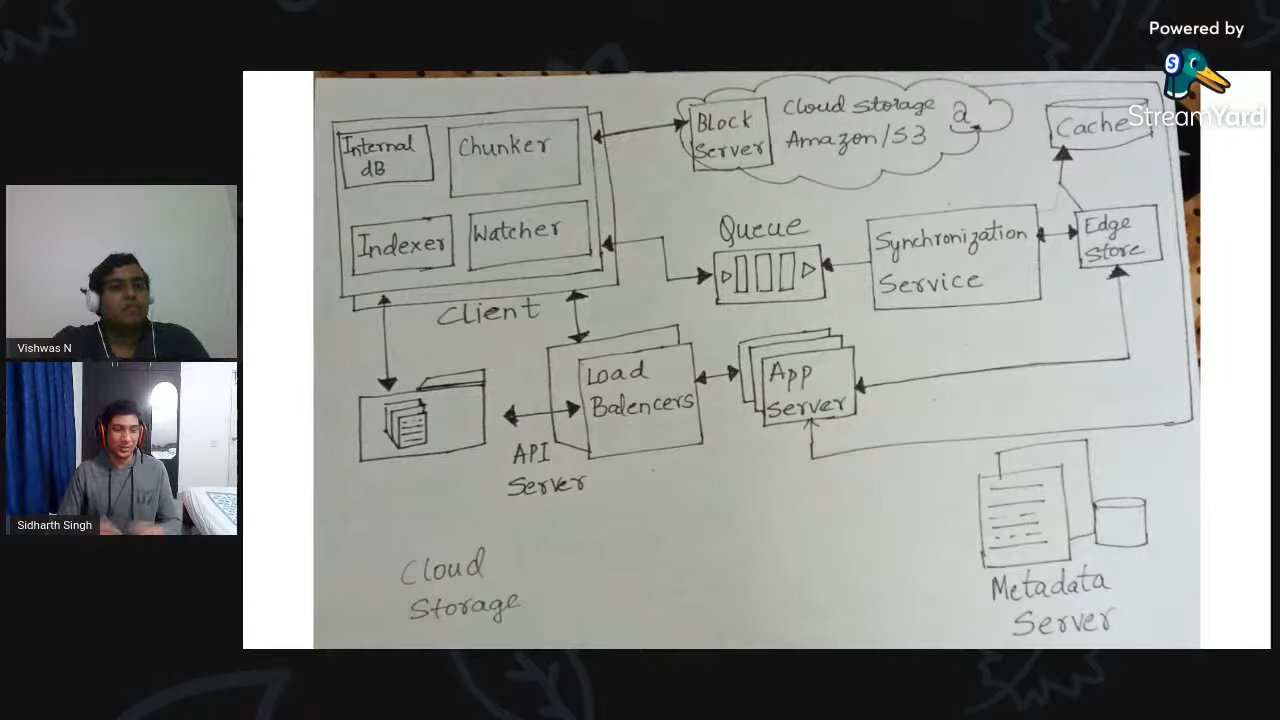 Powered by
StreamYard
Internal
dB
Chunker
Indexer
Watcher
Client
Block
Server
Cloud Storage
Amazon/S3
a
Cache
Queue
Synchronization
Service
Edge
Store
Load
Balencers
App
Server
API
Server
Cloud
Storage
Metadata
Server
Vishwas N
Sidharth Singh